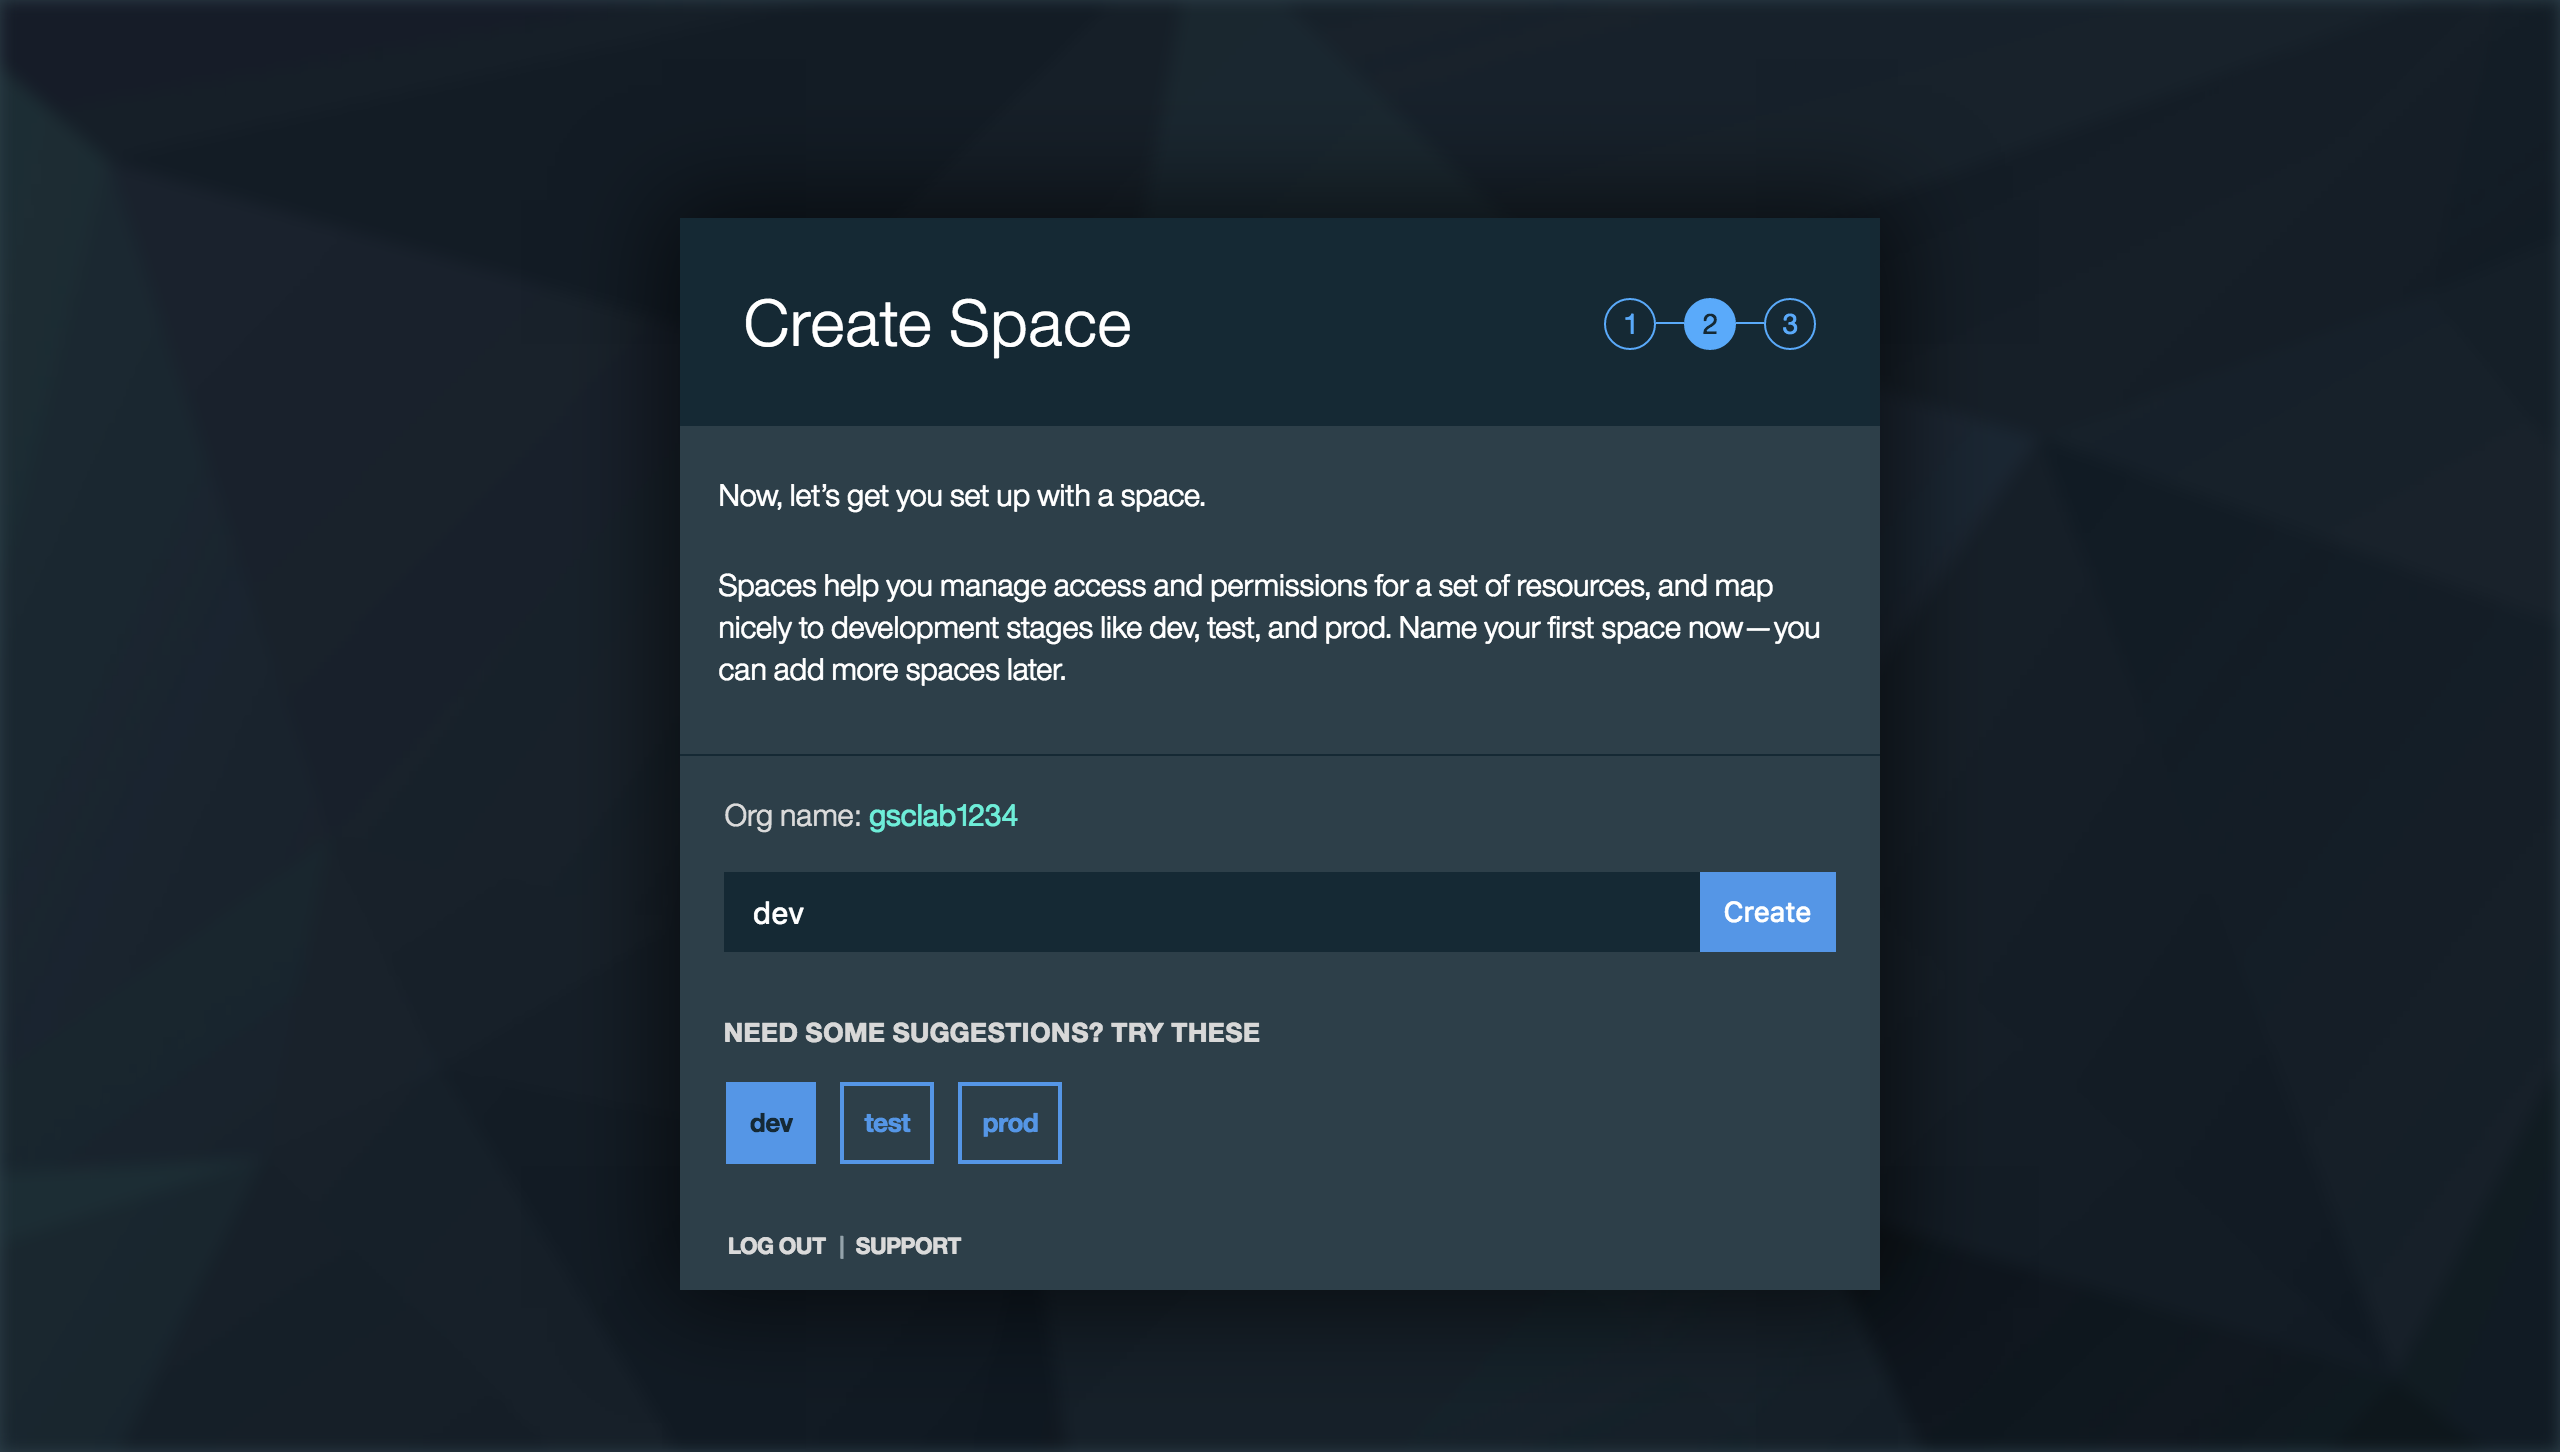 Create Space
1 2 3
Now, let’s get you set up with a space.
Spaces help you manage access and permissions for a set of resources, and map
nicely to development stages like dev, test, and prod. Name your first space now—you
can add more spaces later.
Org name: gsclab1234
dev
Create
NEED SOME SUGGESTIONS? TRY THESE
dev test prod
LOG OUT | SUPPORT